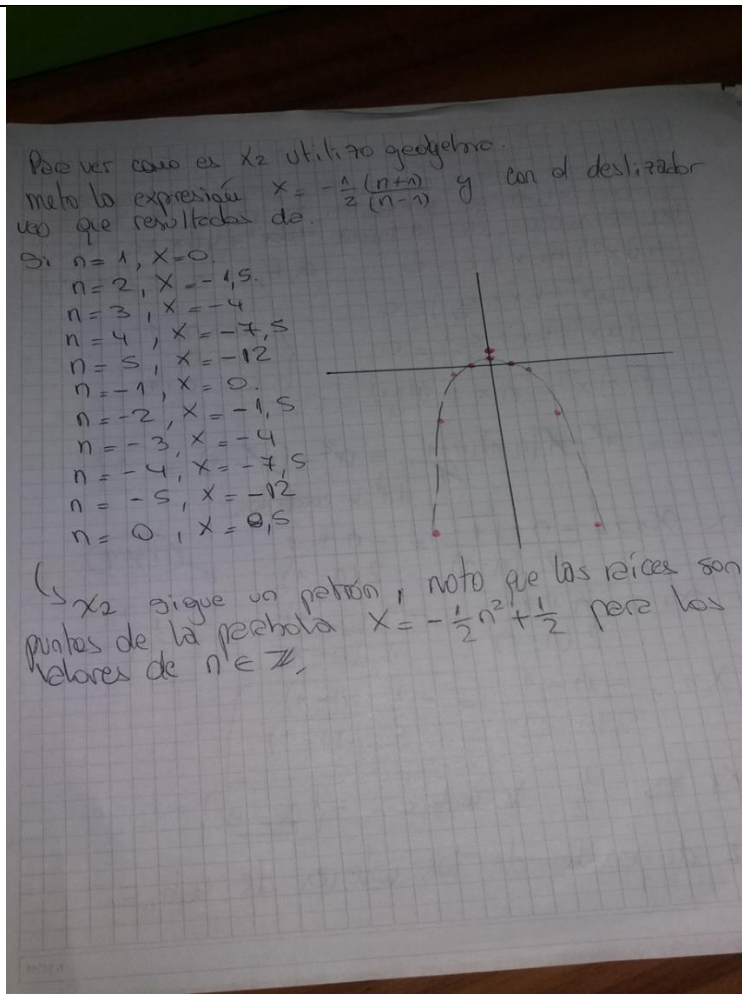 Para ver como es x2 utilizo geogebra.
meto la expresión x = -1/2 (n+1)/(n-1) y con el deslizador
veo que resultados da.
Si n = 1, x=0
n = 2, x = -1,5.
n = 3, x = -4
n = 4, x = -7,5
n = 5, x = -12
n = -1, x = 0.
n = -2, x = -1,5
n = -3, x = -4
n = -4, x = -7,5
n = -5, x = -12
n = 0, x = 0,5
↳ x2 sigue un patrón, noto que las raíces son
puntos de la parábola x = -1/2 n² + 1/2 para los
valores de n ∈ ℤ.